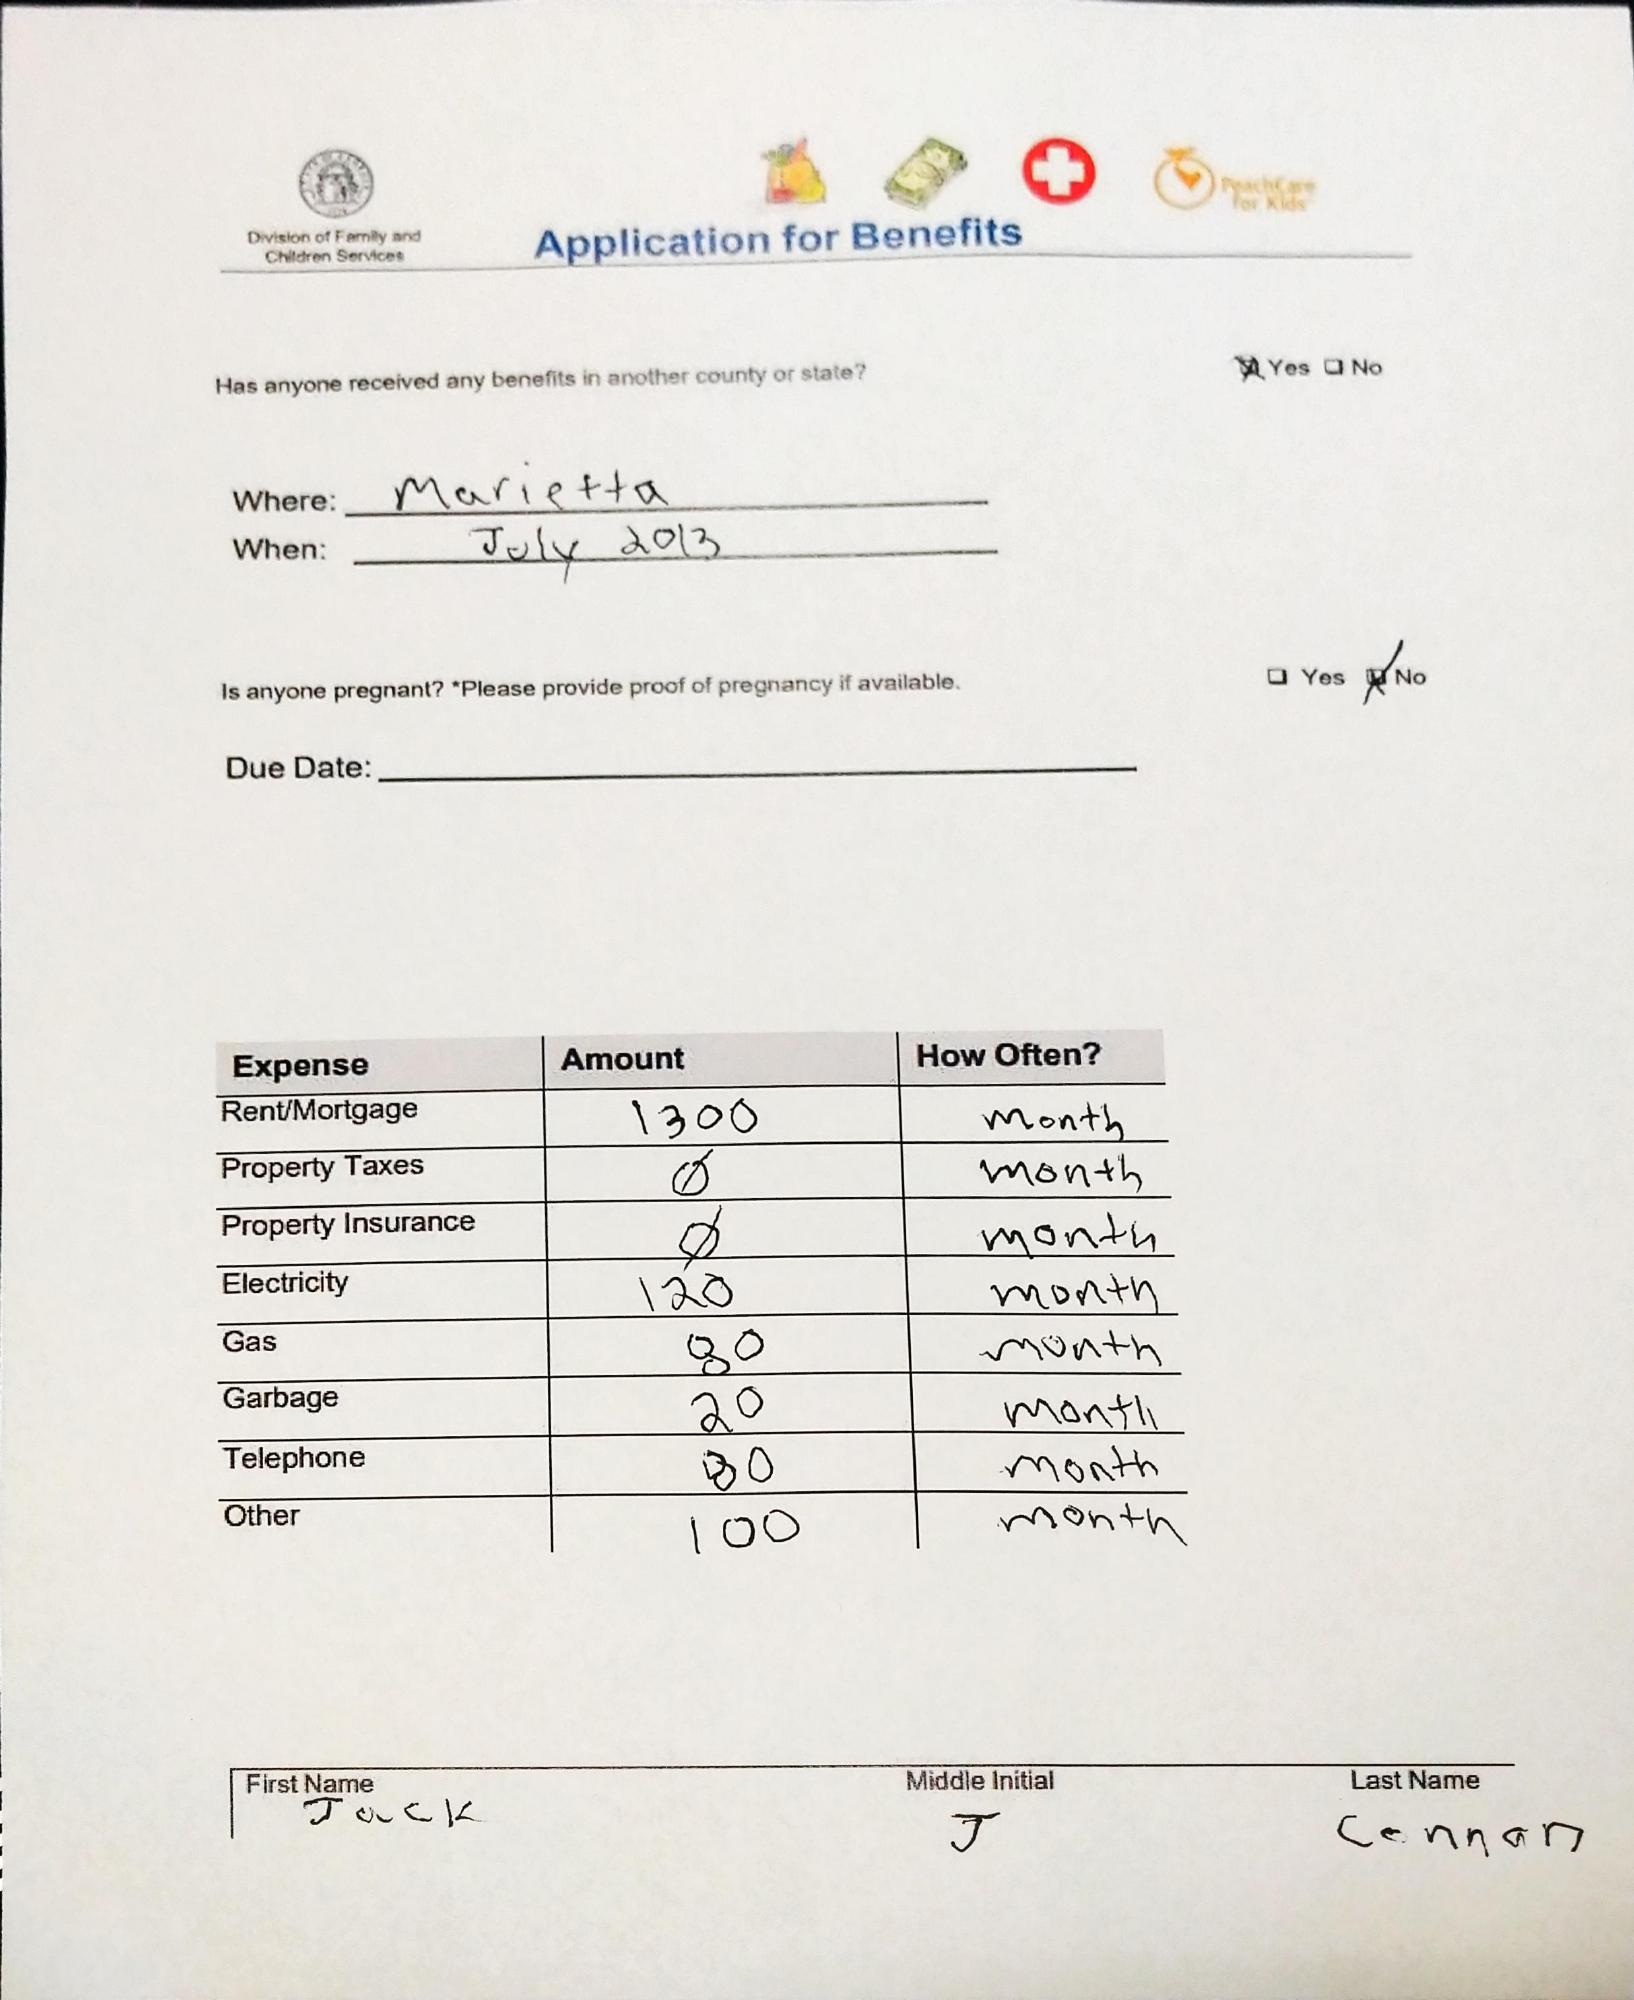 PeachCare
for Kids
Division of Family and
Children Services
Application for Benefits
Has anyone received any benefits in another county or state? Yes No
Where: Marietta
When: July 2013
Is anyone pregnant? *Please provide proof of pregnancy if available. Yes No
Due Date:
Expense Amount How Often?
Rent/Mortgage 1300 month
Property Taxes Ø month
Property Insurance Ø month
Electricity 120 month
Gas 80 month
Garbage 20 month
Telephone 80 month
Other 100 month
First Name Middle Initial Last Name
Jack J Connan